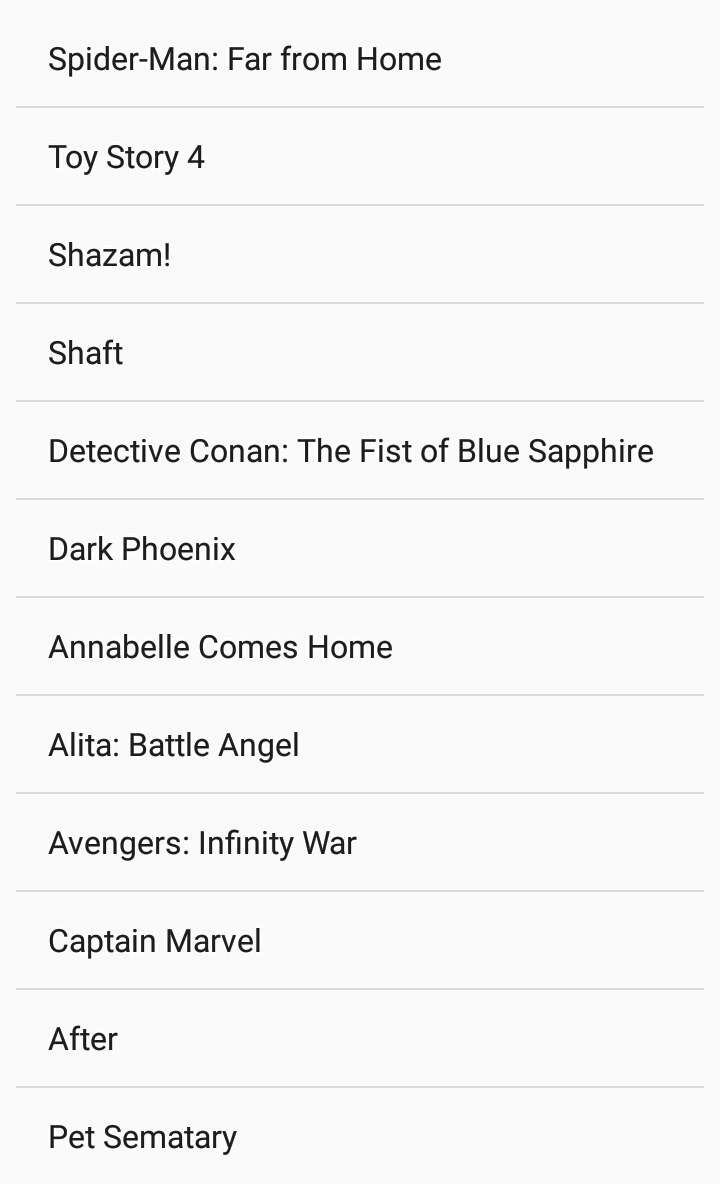 Spider-Man: Far from Home
Toy Story 4
Shazam!
Shaft
Detective Conan: The Fist of Blue Sapphire
Dark Phoenix
Annabelle Comes Home
Alita: Battle Angel
Avengers: Infinity War
Captain Marvel
After
Pet Sematary